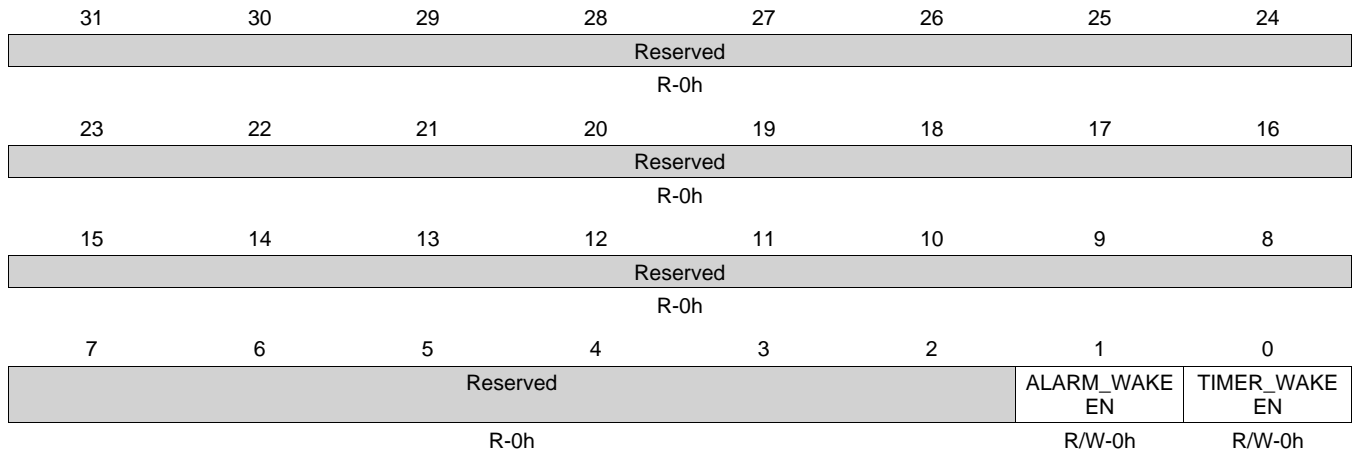 31 30 29 28 27 26 25 24
Reserved
R-0h
23 22 21 20 19 18 17 16
Reserved
R-0h
15 14 13 12 11 10 9 8
Reserved
R-0h
7 6 5 4 3 2 1 0
Reserved ALARM_WAKE TIMER_WAKE
EN EN
R-0h R/W-0h R/W-0h